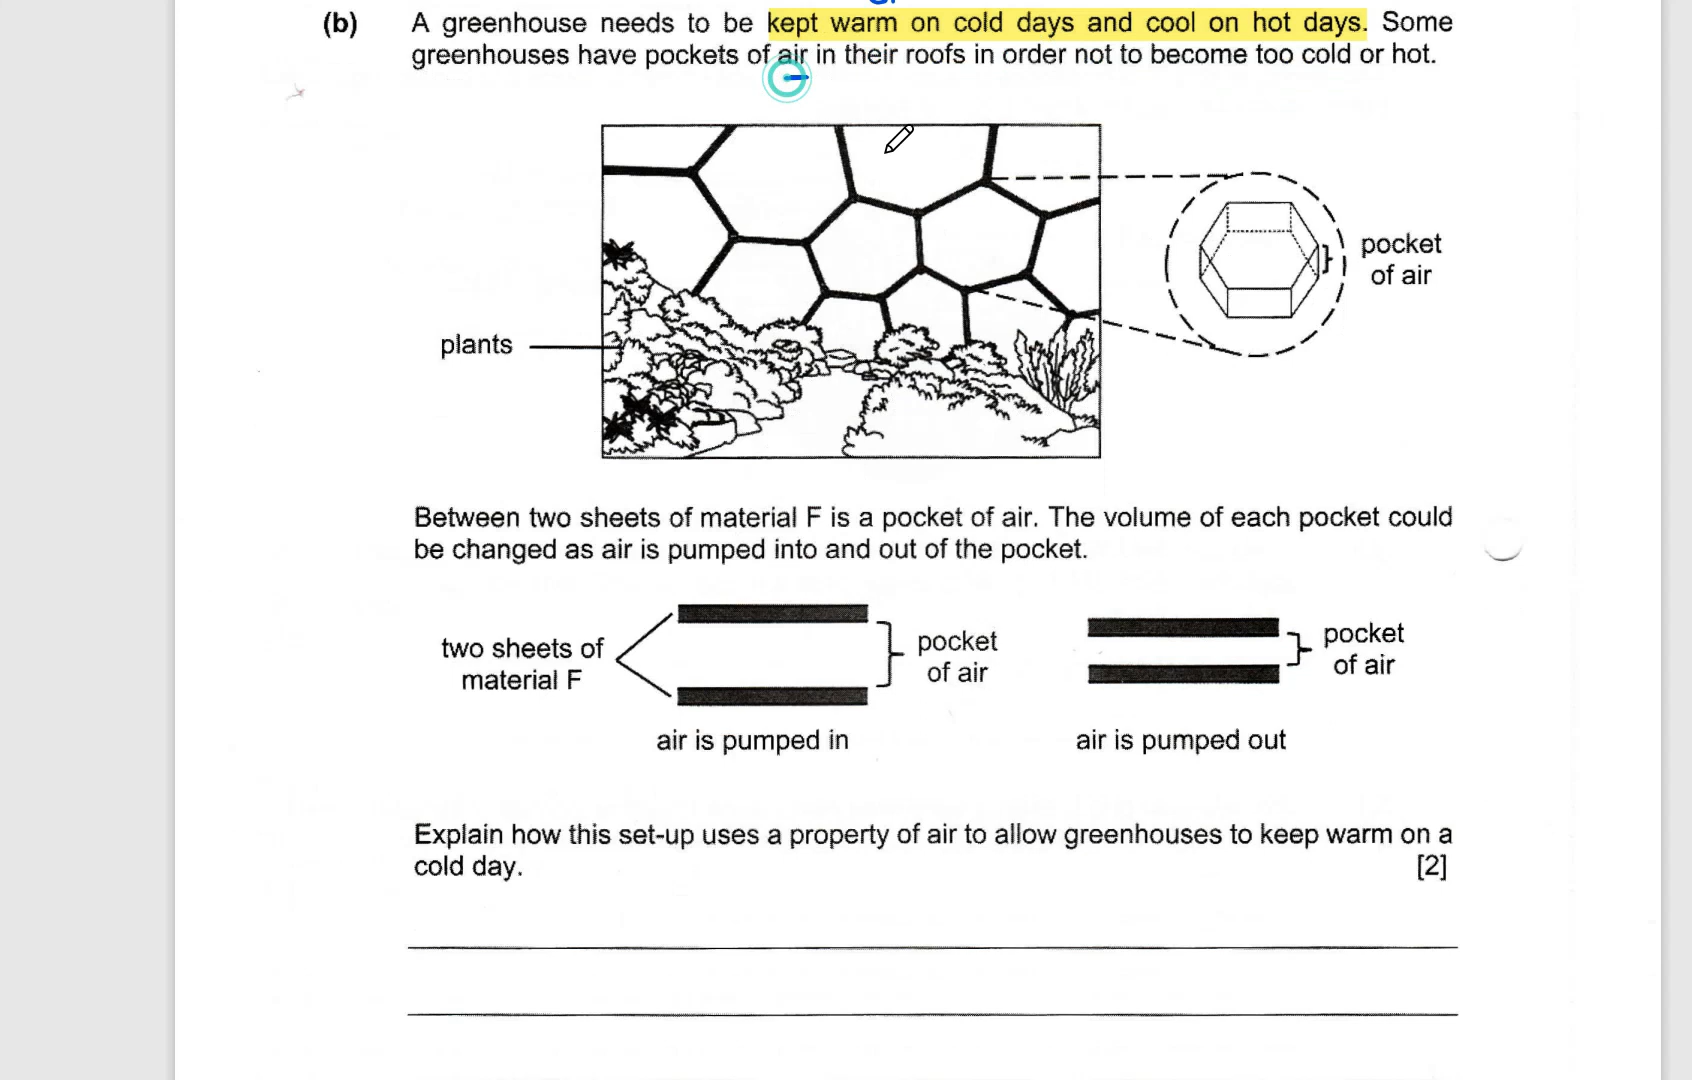 (b) A greenhouse needs to be kept warm on cold days and cool on hot days. Some
greenhouses have pockets of air in their roofs in order not to become too cold or hot.
pocket
of air
plants
Between two sheets of material F is a pocket of air. The volume of each pocket could
be changed as air is pumped into and out of the pocket.
two sheets of
material F
pocket
of air
pocket
of air
air is pumped in
air is pumped out
Explain how this set-up uses a property of air to allow greenhouses to keep warm on a
cold day. [2]